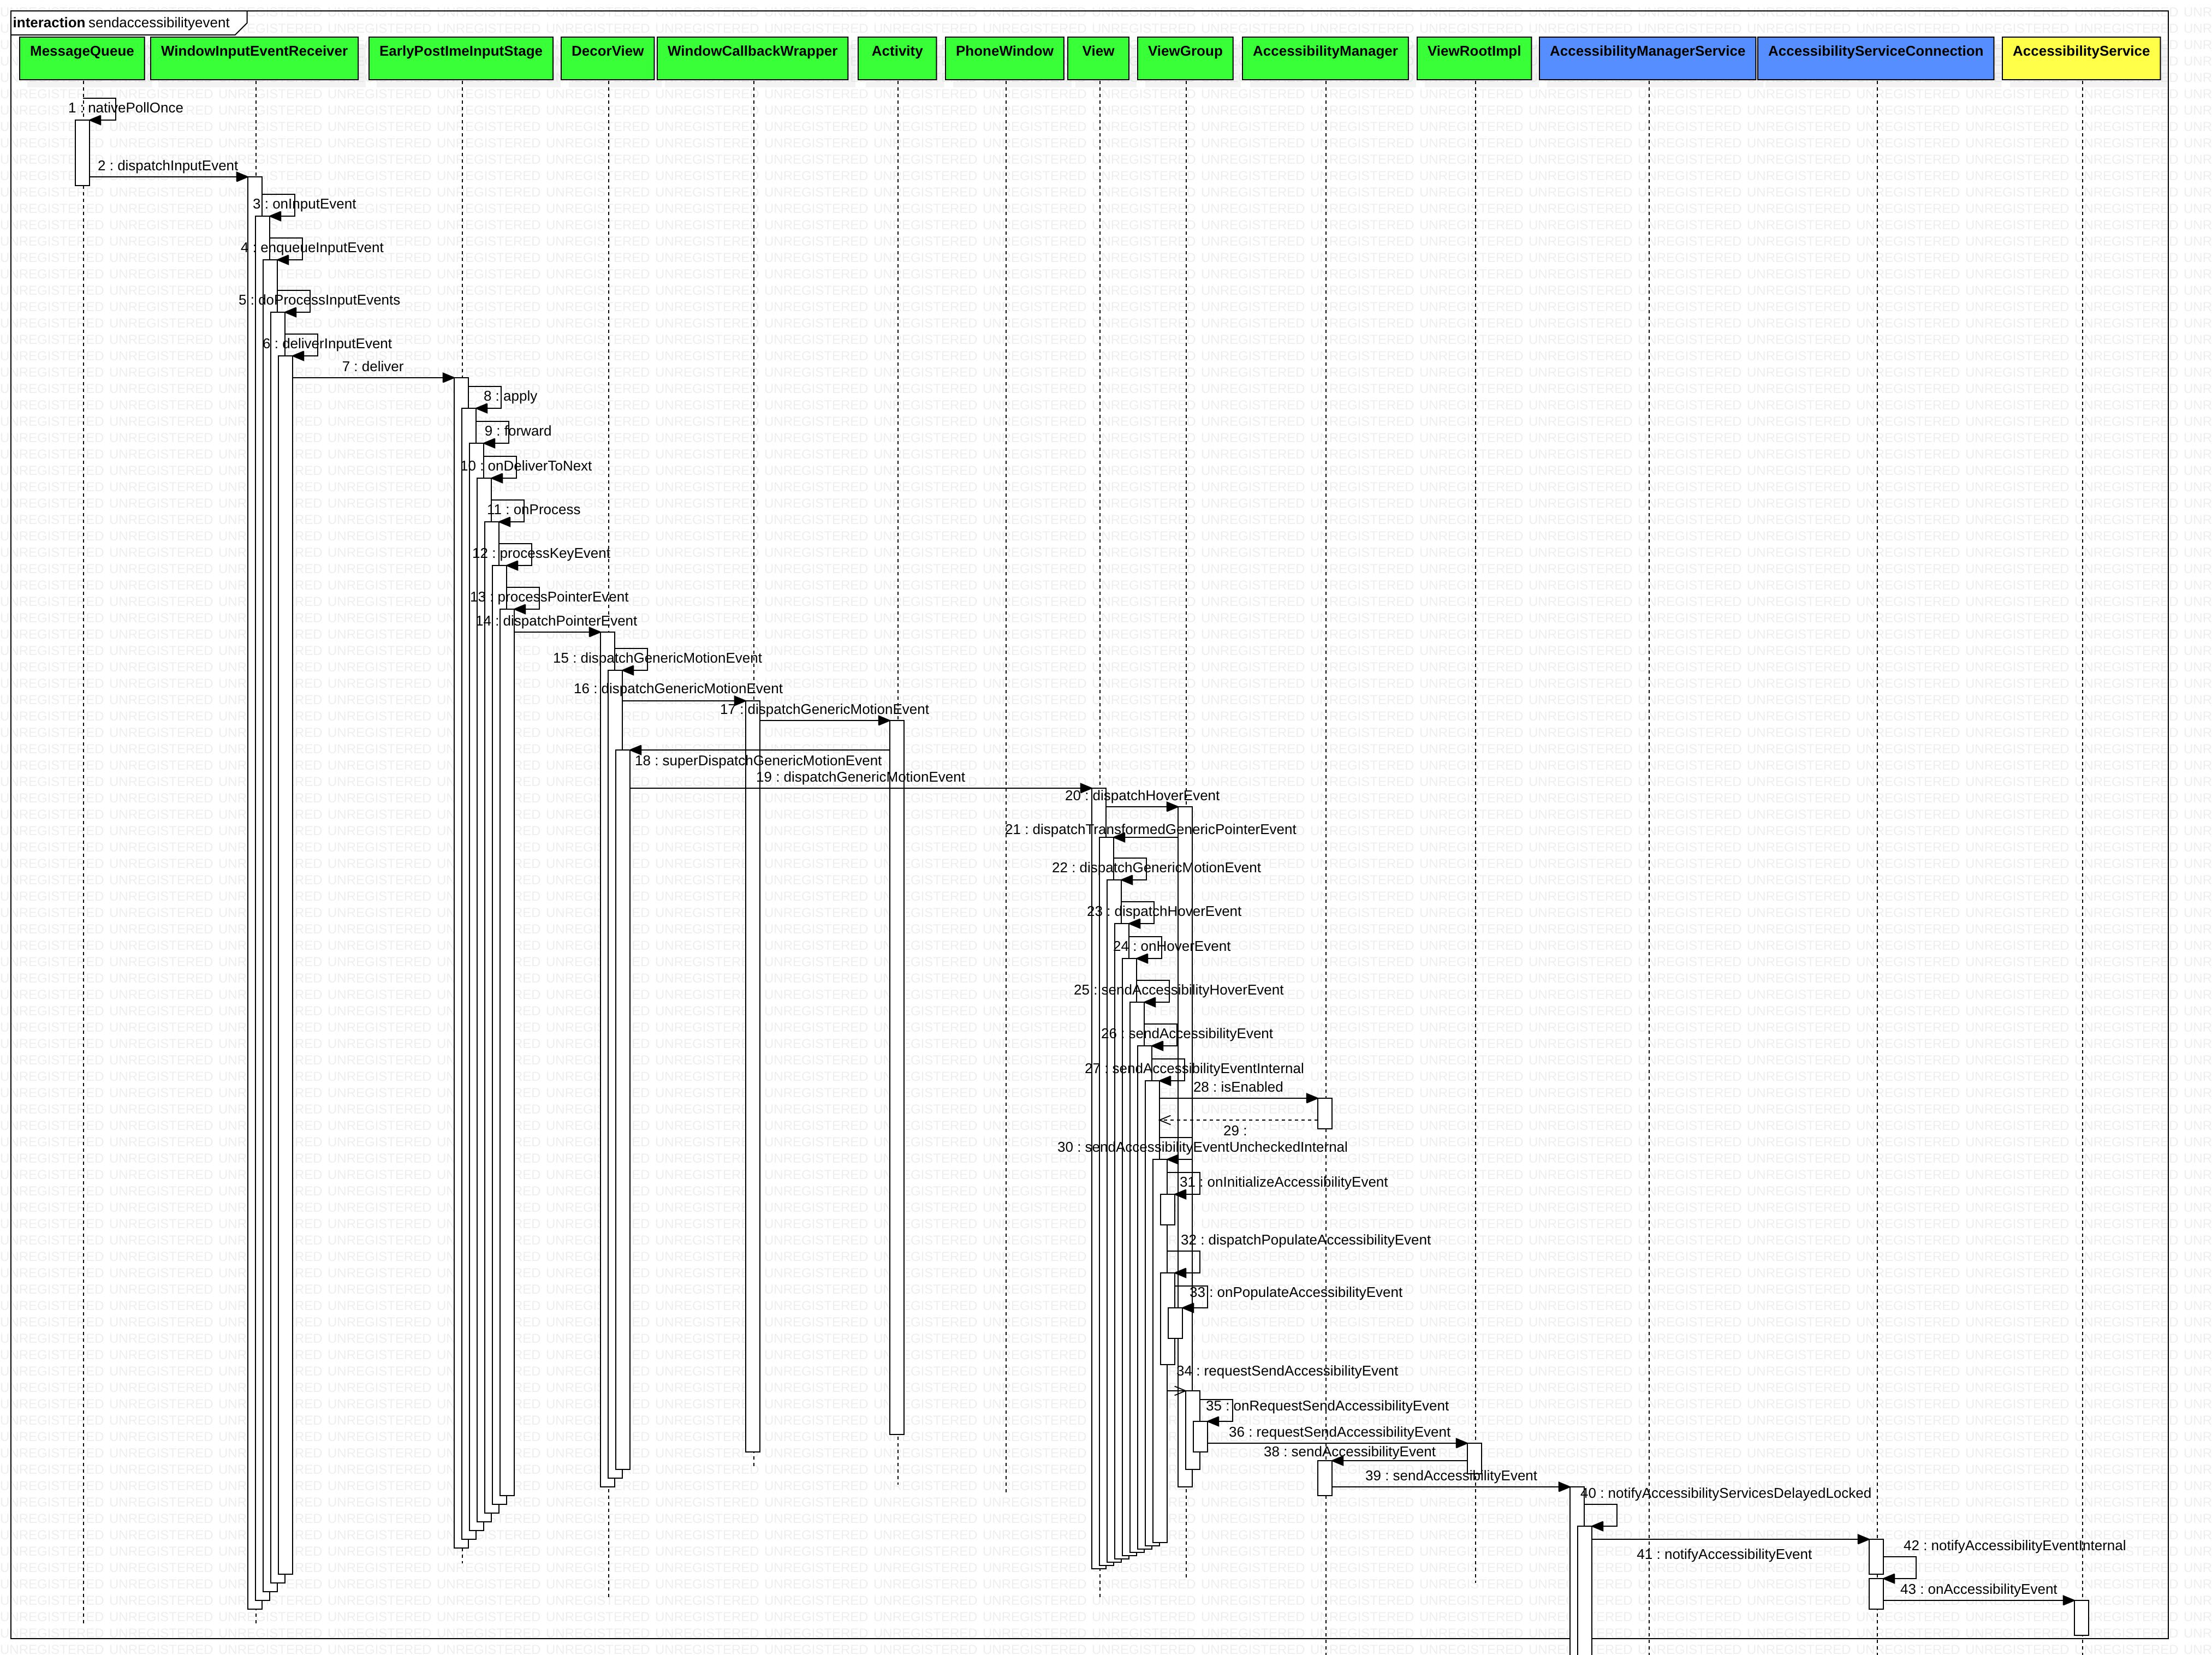 interaction sendaccessibilityevent
MessageQueue
WindowInputEventReceiver
EarlyPostImeInputStage
DecorView
WindowCallbackWrapper
Activity
PhoneWindow
View
ViewGroup
AccessibilityManager
ViewRootImpl
AccessibilityManagerService
AccessibilityServiceConnection
AccessibilityService
1 : nativePollOnce
2 : dispatchInputEvent
3 : onInputEvent
4 : enqueueInputEvent
5 : doProcessInputEvents
6 : deliverInputEvent
7 : deliver
8 : apply
9 : forward
10 : onDeliverToNext
11 : onProcess
12 : processKeyEvent
13 : processPointerEvent
14 : dispatchPointerEvent
15 : dispatchGenericMotionEvent
16 : dispatchGenericMotionEvent
17 : dispatchGenericMotionEvent
18 : superDispatchGenericMotionEvent
19 : dispatchGenericMotionEvent
20 : dispatchHoverEvent
21 : dispatchTransformedGenericPointerEvent
22 : dispatchGenericMotionEvent
23 : dispatchHoverEvent
24 : onHoverEvent
25 : sendAccessibilityHoverEvent
26 : sendAccessibilityEvent
27 : sendAccessibilityEventInternal
28 : isEnabled
29 :
30 : sendAccessibilityEventUncheckedInternal
31 : onInitializeAccessibilityEvent
32 : dispatchPopulateAccessibilityEvent
33 : onPopulateAccessibilityEvent
34 : requestSendAccessibilityEvent
35 : onRequestSendAccessibilityEvent
36 : requestSendAccessibilityEvent
38 : sendAccessibilityEvent
39 : sendAccessibilityEvent
40 : notifyAccessibilityServicesDelayedLocked
41 : notifyAccessibilityEvent
42 : notifyAccessibilityEventInternal
43 : onAccessibilityEvent